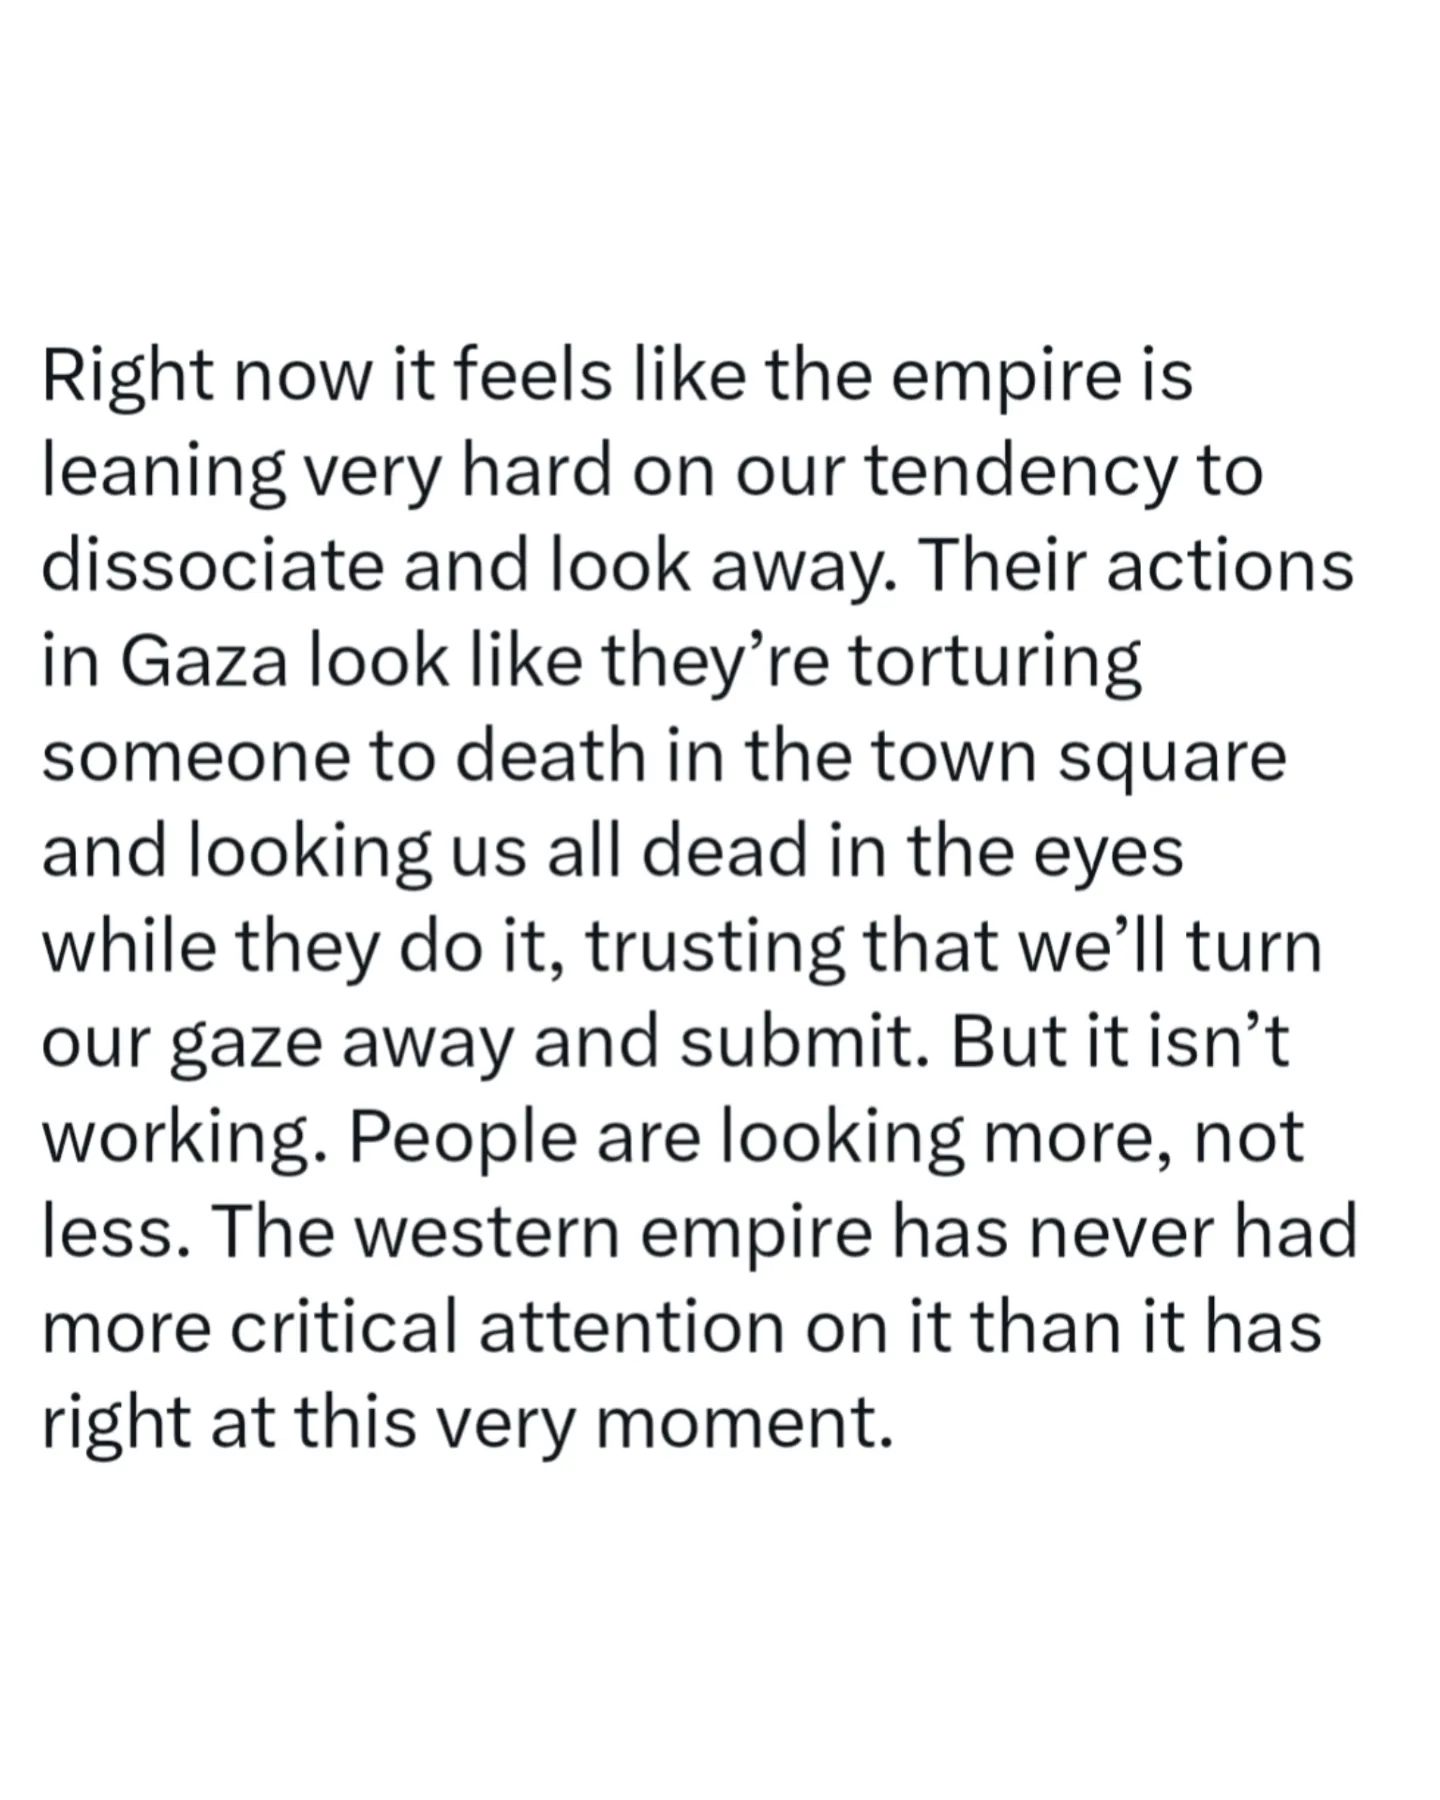 Right now it feels like the empire is
leaning very hard on our tendency to
dissociate and look away. Their actions
in Gaza look like they’re torturing
someone to death in the town square
and looking us all dead in the eyes
while they do it, trusting that we’ll turn
our gaze away and submit. But it isn’t
working. People are looking more, not
less. The western empire has never had
more critical attention on it than it has
right at this very moment.